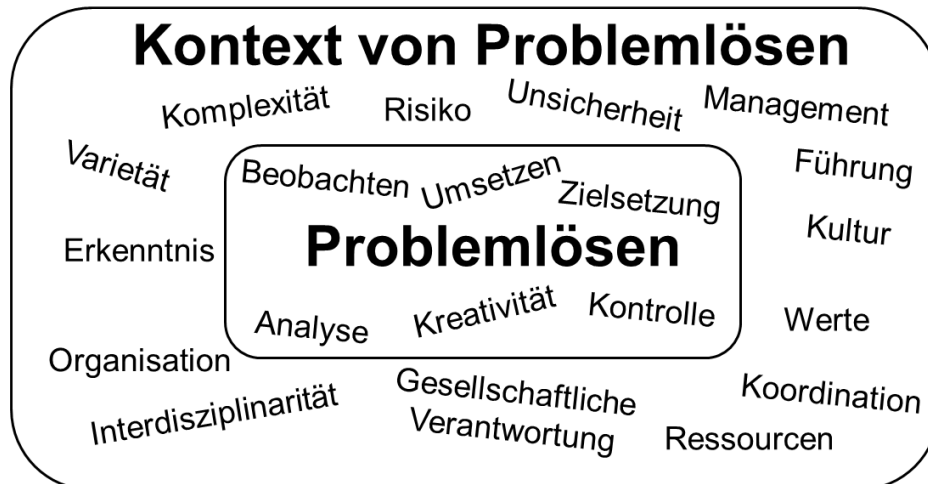 Kontext von Problemlösen
Komplexität
Risiko
Unsicherheit
Management
Varietät
Beobachten
Umsetzen
Zielsetzung
Führung
Erkenntnis
Problemlösen
Kultur
Analyse
Kreativität
Kontrolle
Werte
Organisation
Interdisziplinarität
Gesellschaftliche
Verantwortung
Koordination
Ressourcen